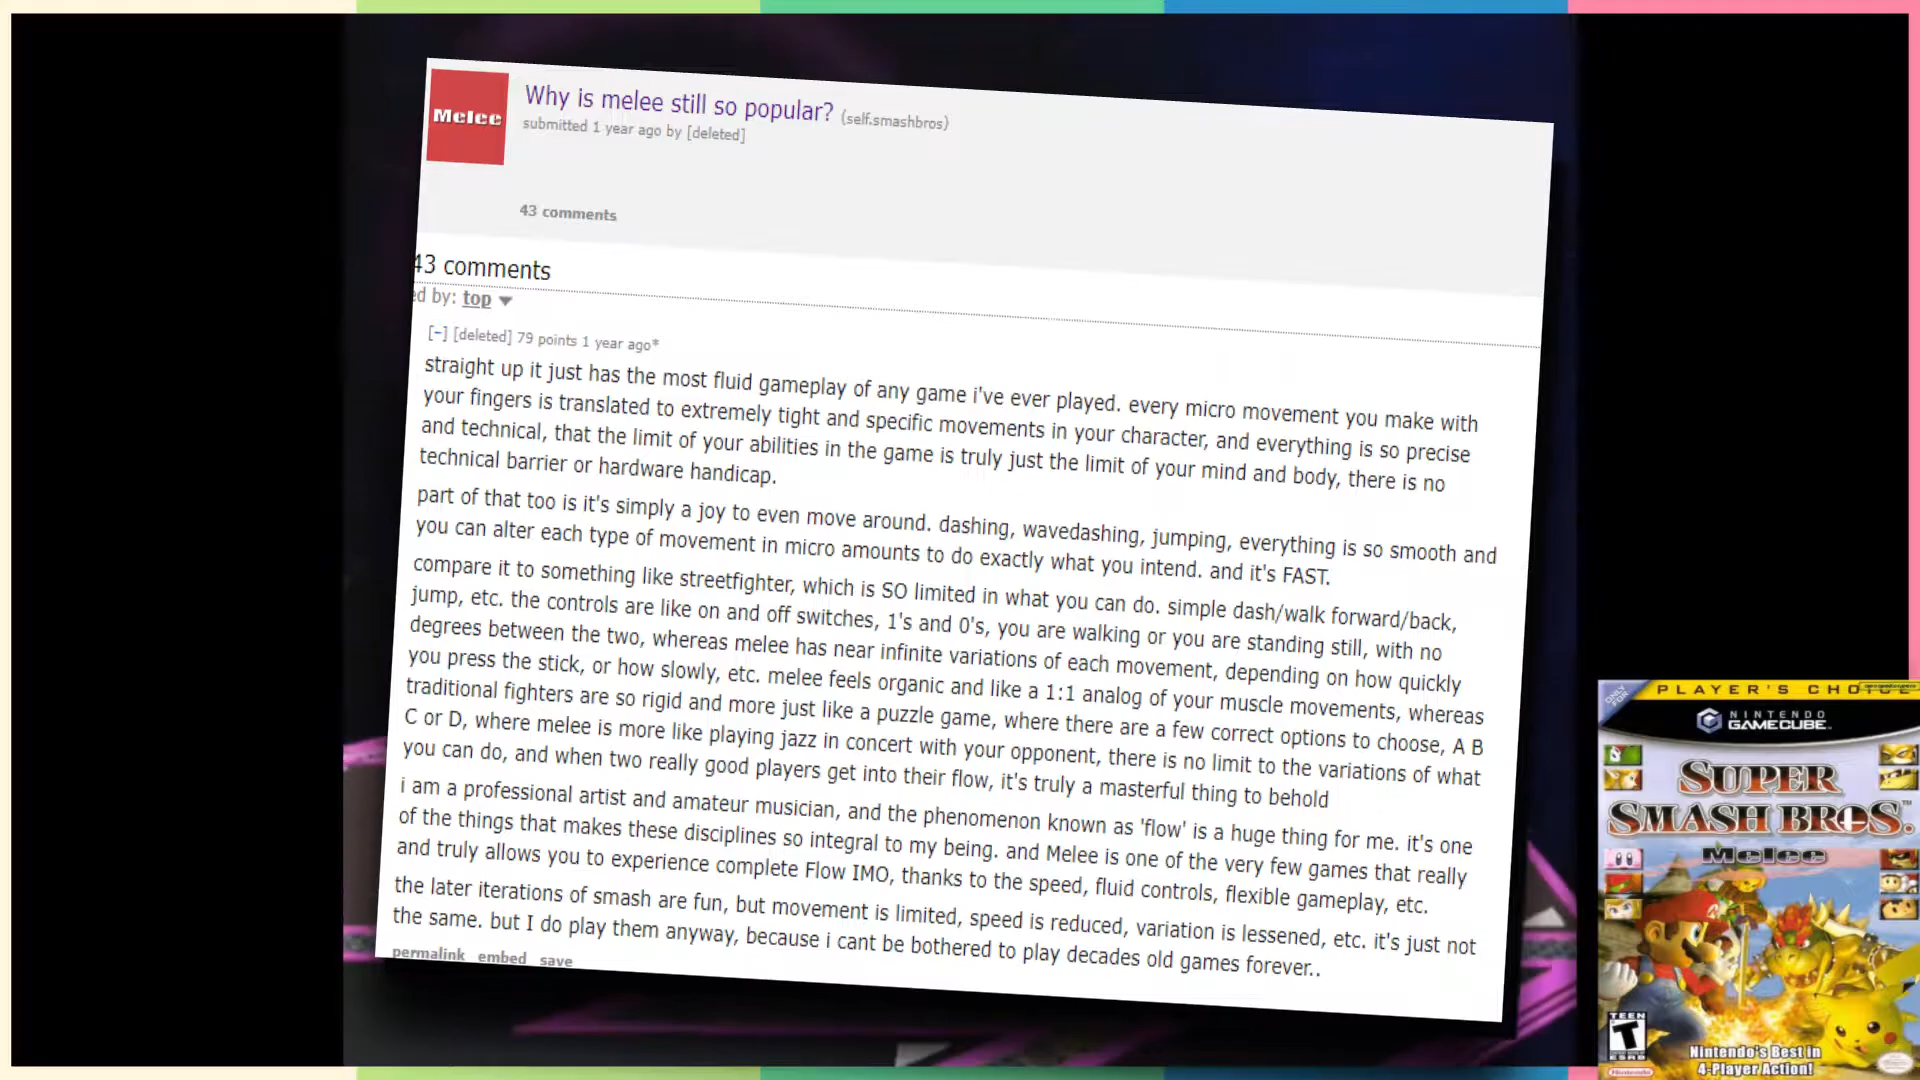 Melee
Why is melee still so popular? (self.smashbros)
submitted 1 year ago by [deleted]
43 comments
43 comments
ed by: top
[-] [deleted] 79 points 1 year ago*
straight up it just has the most fluid gameplay of any game i've ever played. every micro movement you make with
your fingers is translated to extremely tight and specific movements in your character, and everything is so precise
and technical, that the limit of your abilities in the game is truly just the limit of your mind and body, there is no
technical barrier or hardware handicap.
part of that too is it's simply a joy to even move around. dashing, wavedashing, jumping, everything is so smooth and
you can alter each type of movement in micro amounts to do exactly what you intend. and it's FAST.
compare it to something like streetfighter, which is SO limited in what you can do. simple dash/walk forward/back,
jump, etc. the controls are like on and off switches, 1's and 0's, you are walking or you are standing still, with no
degrees between the two, whereas melee has near infinite variations of each movement, depending on how quickly
you press the stick, or how slowly, etc. melee feels organic and like a 1:1 analog of your muscle movements, whereas
traditional fighters are so rigid and more just like a puzzle game, where there are a few correct options to choose, A B
C or D, where melee is more like playing jazz in concert with your opponent, there is no limit to the variations of what
you can do, and when two really good players get into their flow, it's truly a masterful thing to behold
i am a professional artist and amateur musician, and the phenomenon known as 'flow' is a huge thing for me. it's one
of the things that makes these disciplines so integral to my being. and Melee is one of the very few games that really
and truly allows you to experience complete Flow IMO, thanks to the speed, fluid controls, flexible gameplay, etc.
the later iterations of smash are fun, but movement is limited, speed is reduced, variation is lessened, etc. it's just not
the same. but I do play them anyway, because i cant be bothered to play decades old games forever..
permalink embed save
ONLY FOR
PLAYER'S CHOICE
NINTENDO
GAMECUBE
SUPER
SMASH BROS.
Melee
TEEN
T
ESRB
Nintendo
Nintendo's Best in
4-Player Action!